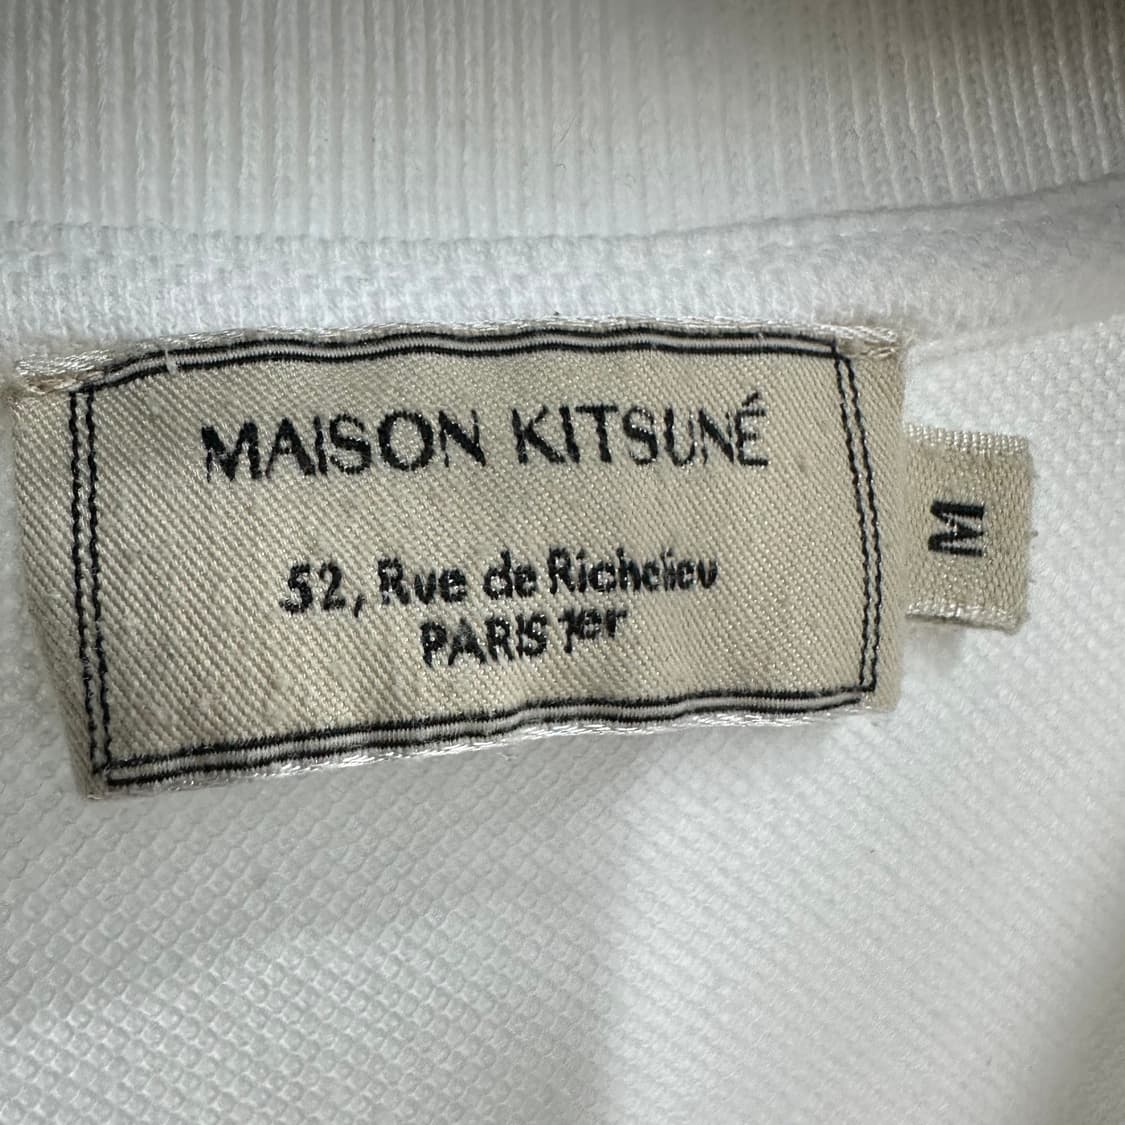 MAISON KITSUNÉ
52, Rue de Richelieu
PARIS 1er
M